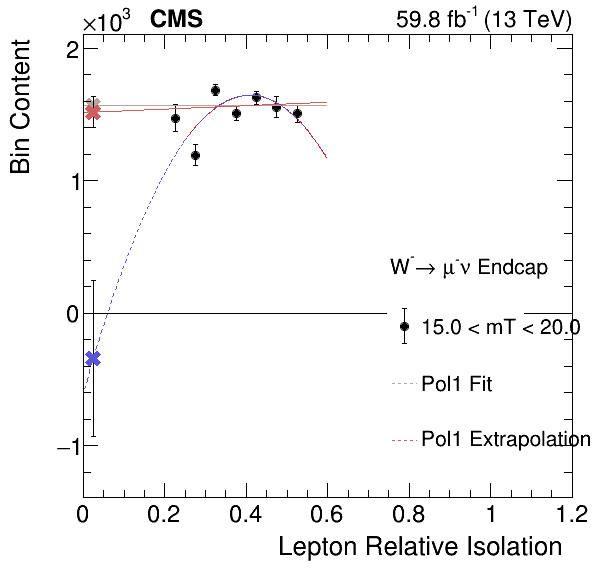 ×10³ CMS 59.8 fb⁻¹ (13 TeV)
Bin Content
2
1
0
−1
W⁻→ μ⁻ν Endcap
15.0 < mT < 20.0
Pol1 Fit
Pol1 Extrapolation
0 0.2 0.4 0.6 0.8 1 1.2
Lepton Relative Isolation